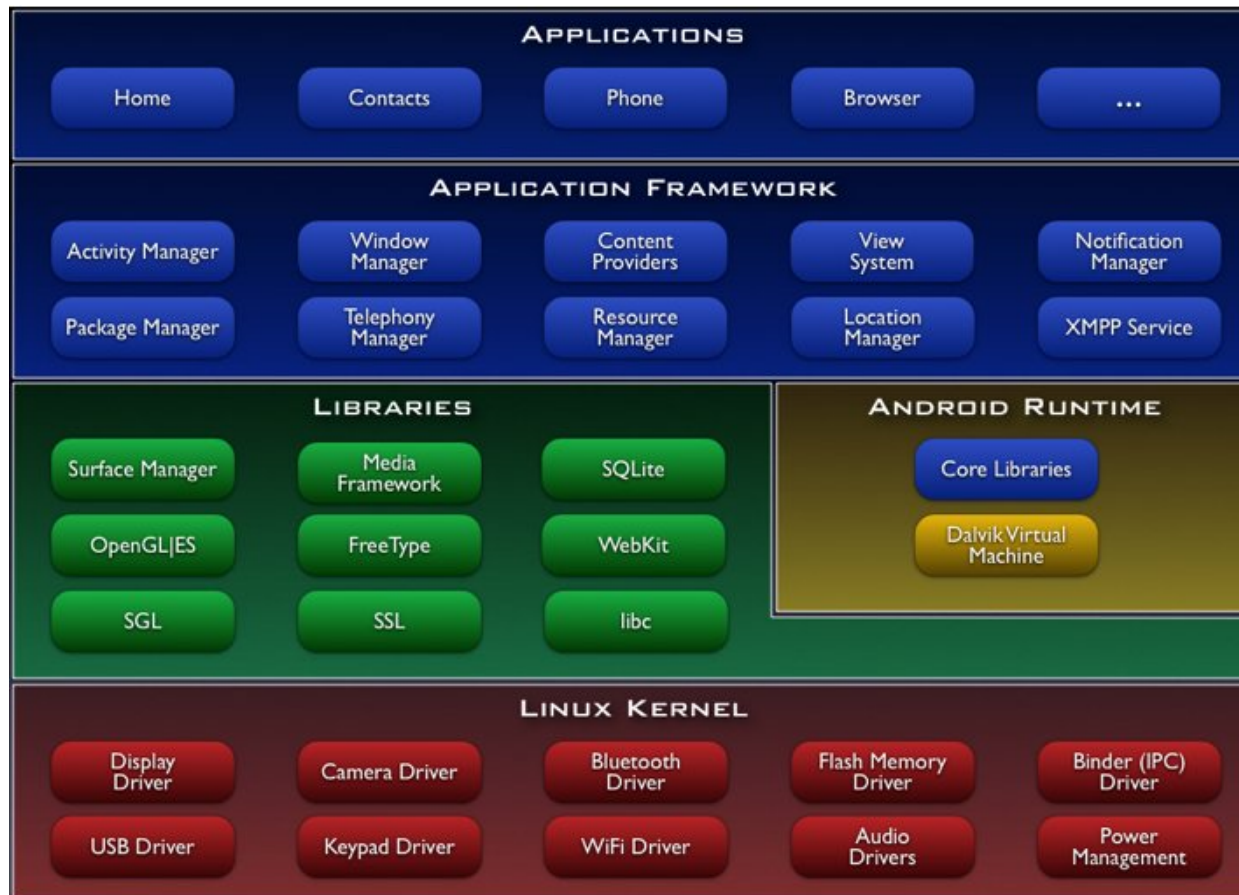 APPLICATIONS
Home
Contacts
Phone
Browser
...
APPLICATION FRAMEWORK
Activity Manager
Window
Manager
Content
Providers
View
System
Notification
Manager
Package Manager
Telephony
Manager
Resource
Manager
Location
Manager
XMPP Service
LIBRARIES
Surface Manager
Media
Framework
SQLite
OpenGL|ES
FreeType
WebKit
SGL
SSL
libc
ANDROID RUNTIME
Core Libraries
Dalvik Virtual
Machine
LINUX KERNEL
Display
Driver
Camera Driver
Bluetooth
Driver
Flash Memory
Driver
Binder (IPC)
Driver
USB Driver
Keypad Driver
WiFi Driver
Audio
Drivers
Power
Management